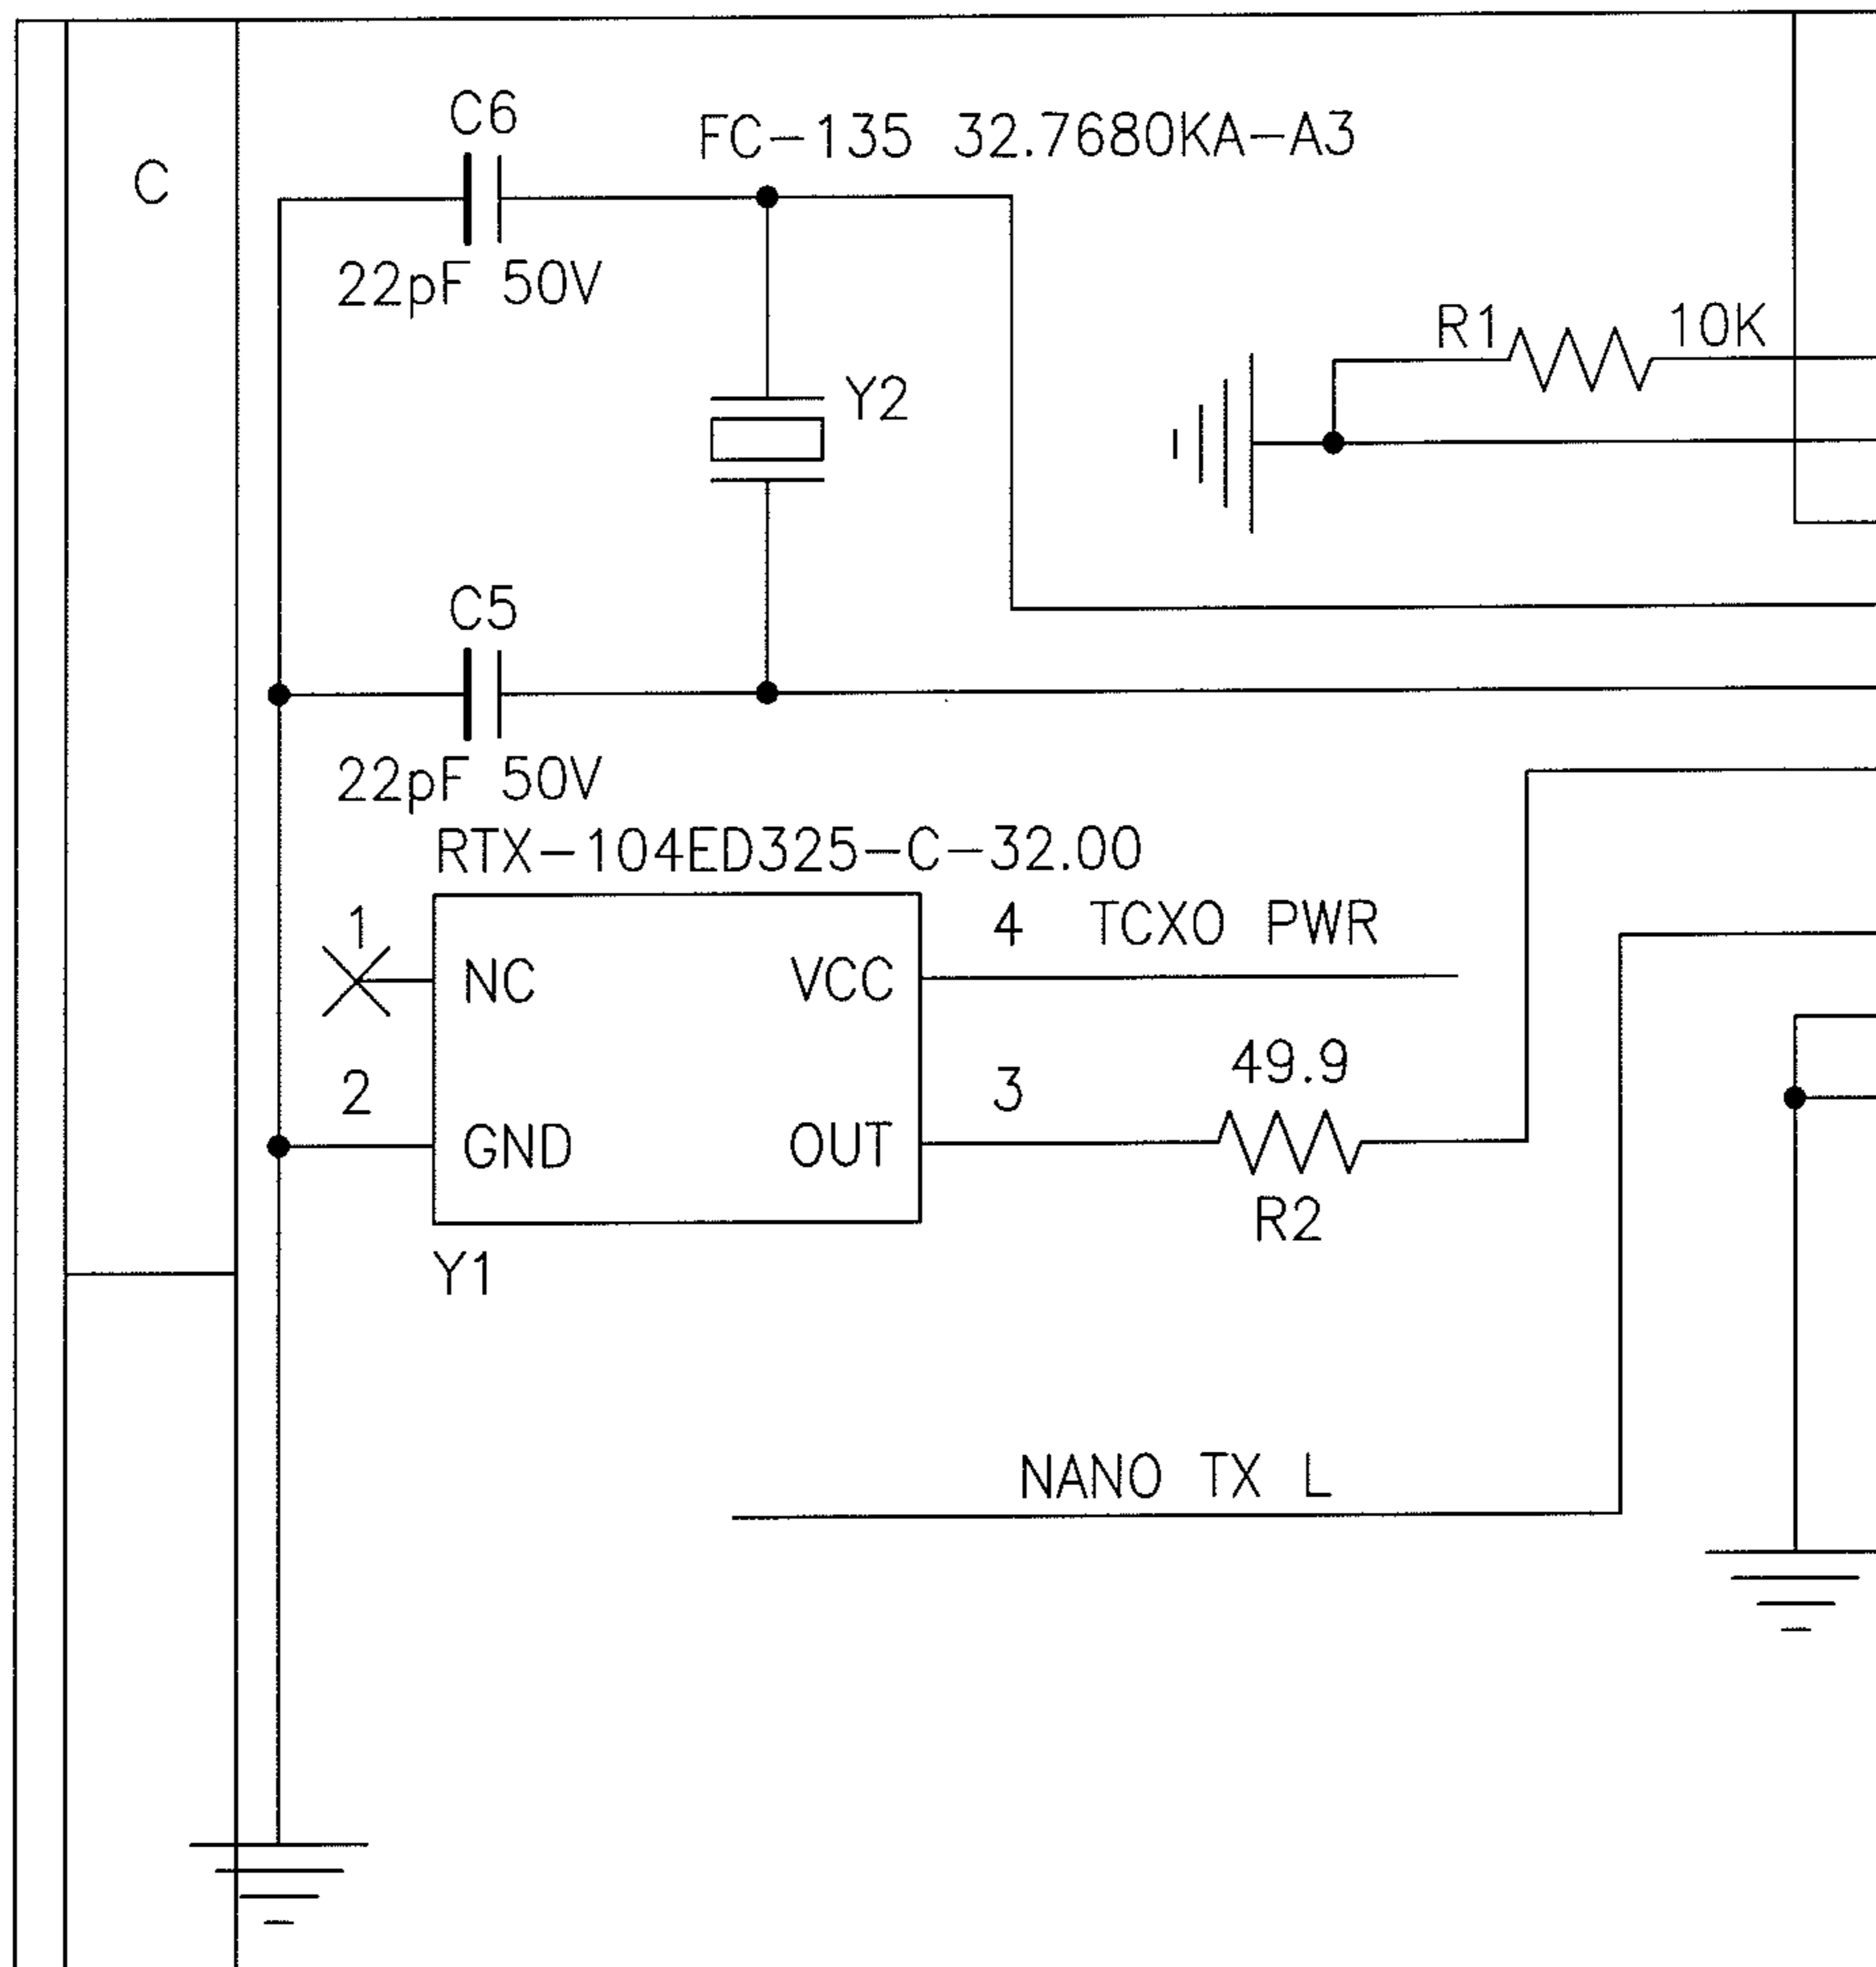 C
C6
FC-135 32.7680KA-A3
22pF 50V
R1
10K
Y2
C5
22pF 50V
RTX-104ED325-C-32.00
1
NC
VCC
4
TCXO PWR
2
GND
OUT
3
49.9
R2
Y1
NANO TX L